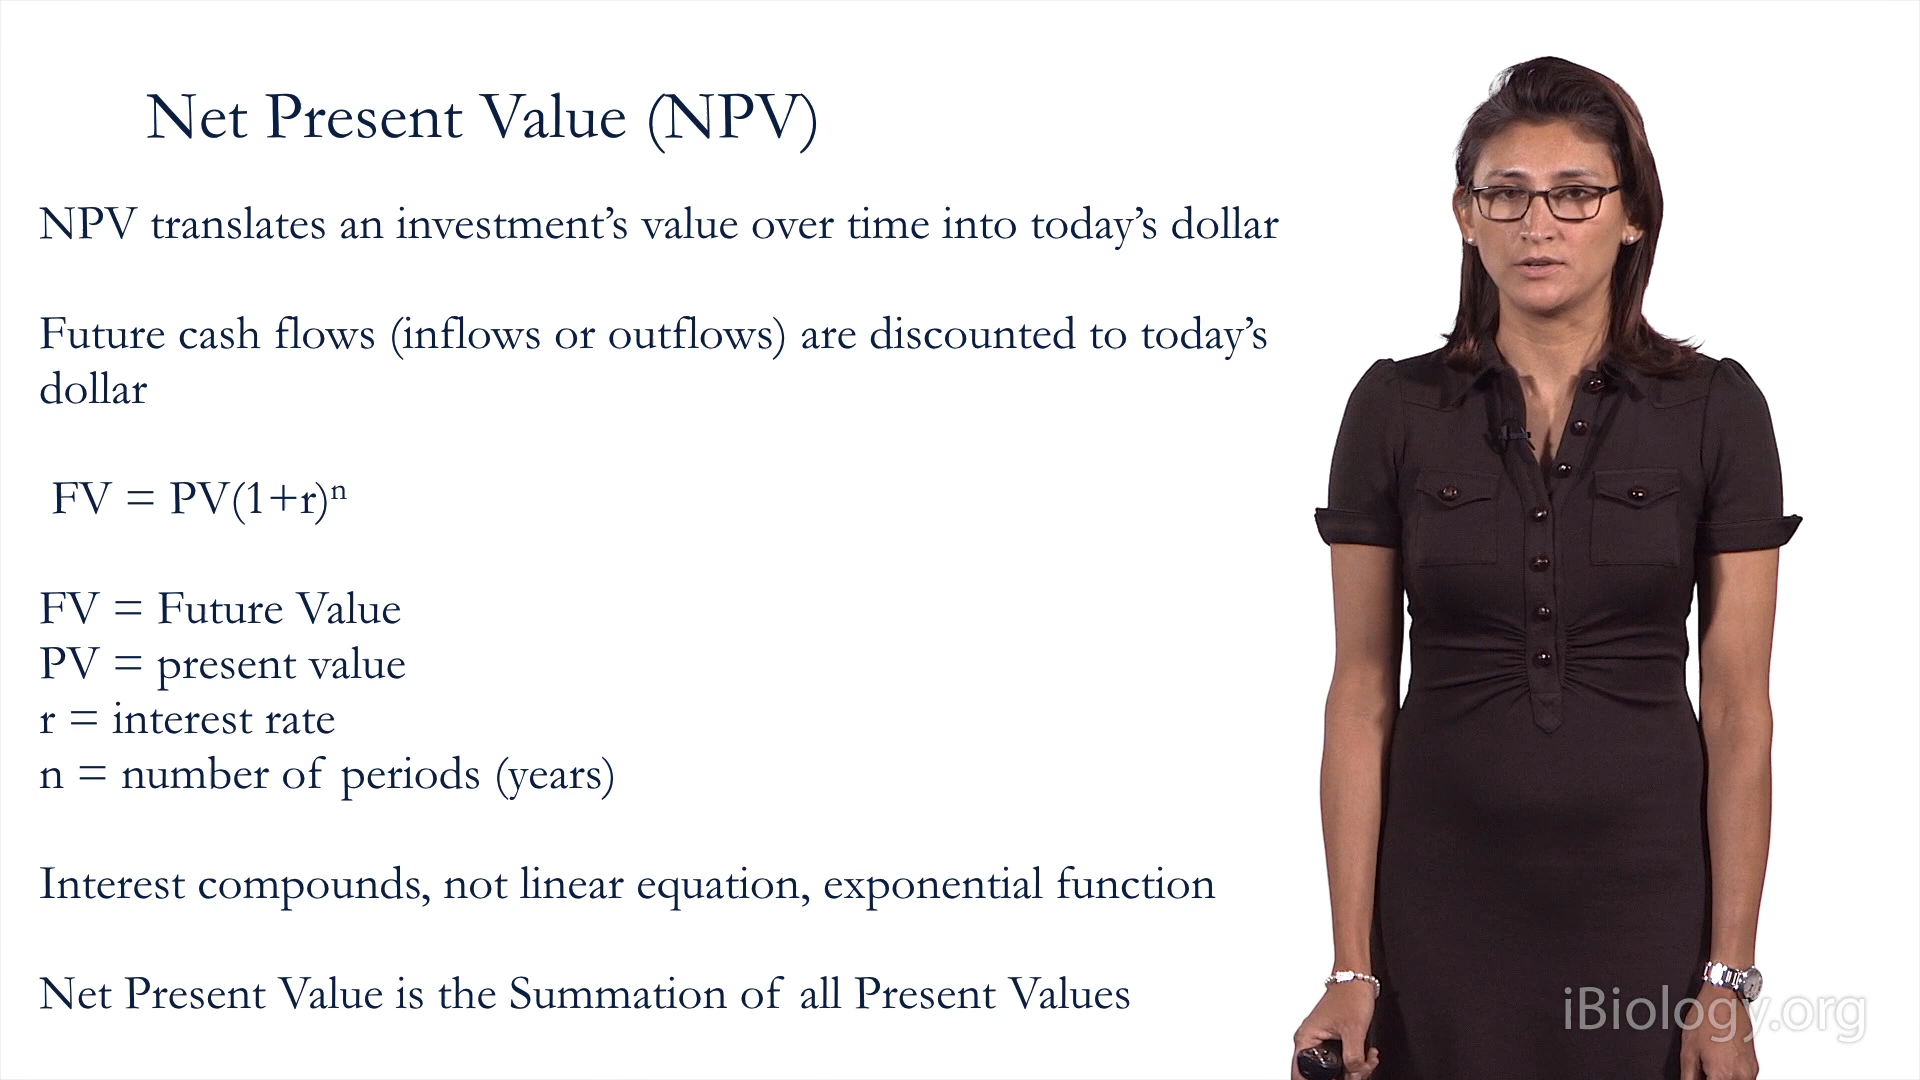 Net Present Value (NPV)
NPV translates an investment’s value over time into today’s dollar
Future cash flows (inflows or outflows) are discounted to today’s
dollar
FV = PV(1+r)ⁿ
FV = Future Value
PV = present value
r = interest rate
n = number of periods (years)
Interest compounds, not linear equation, exponential function
Net Present Value is the Summation of all Present Values
iBiology.org